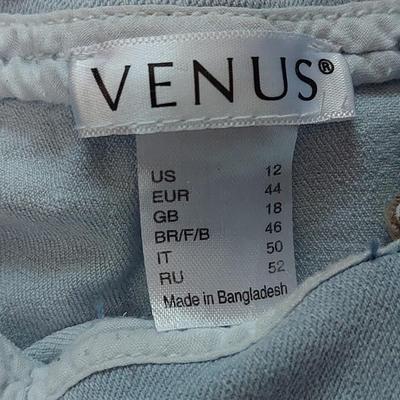 VENUS®
US 12
EUR 44
GB 18
BR/F/B 46
IT 50
RU 52
Made in Bangladesh